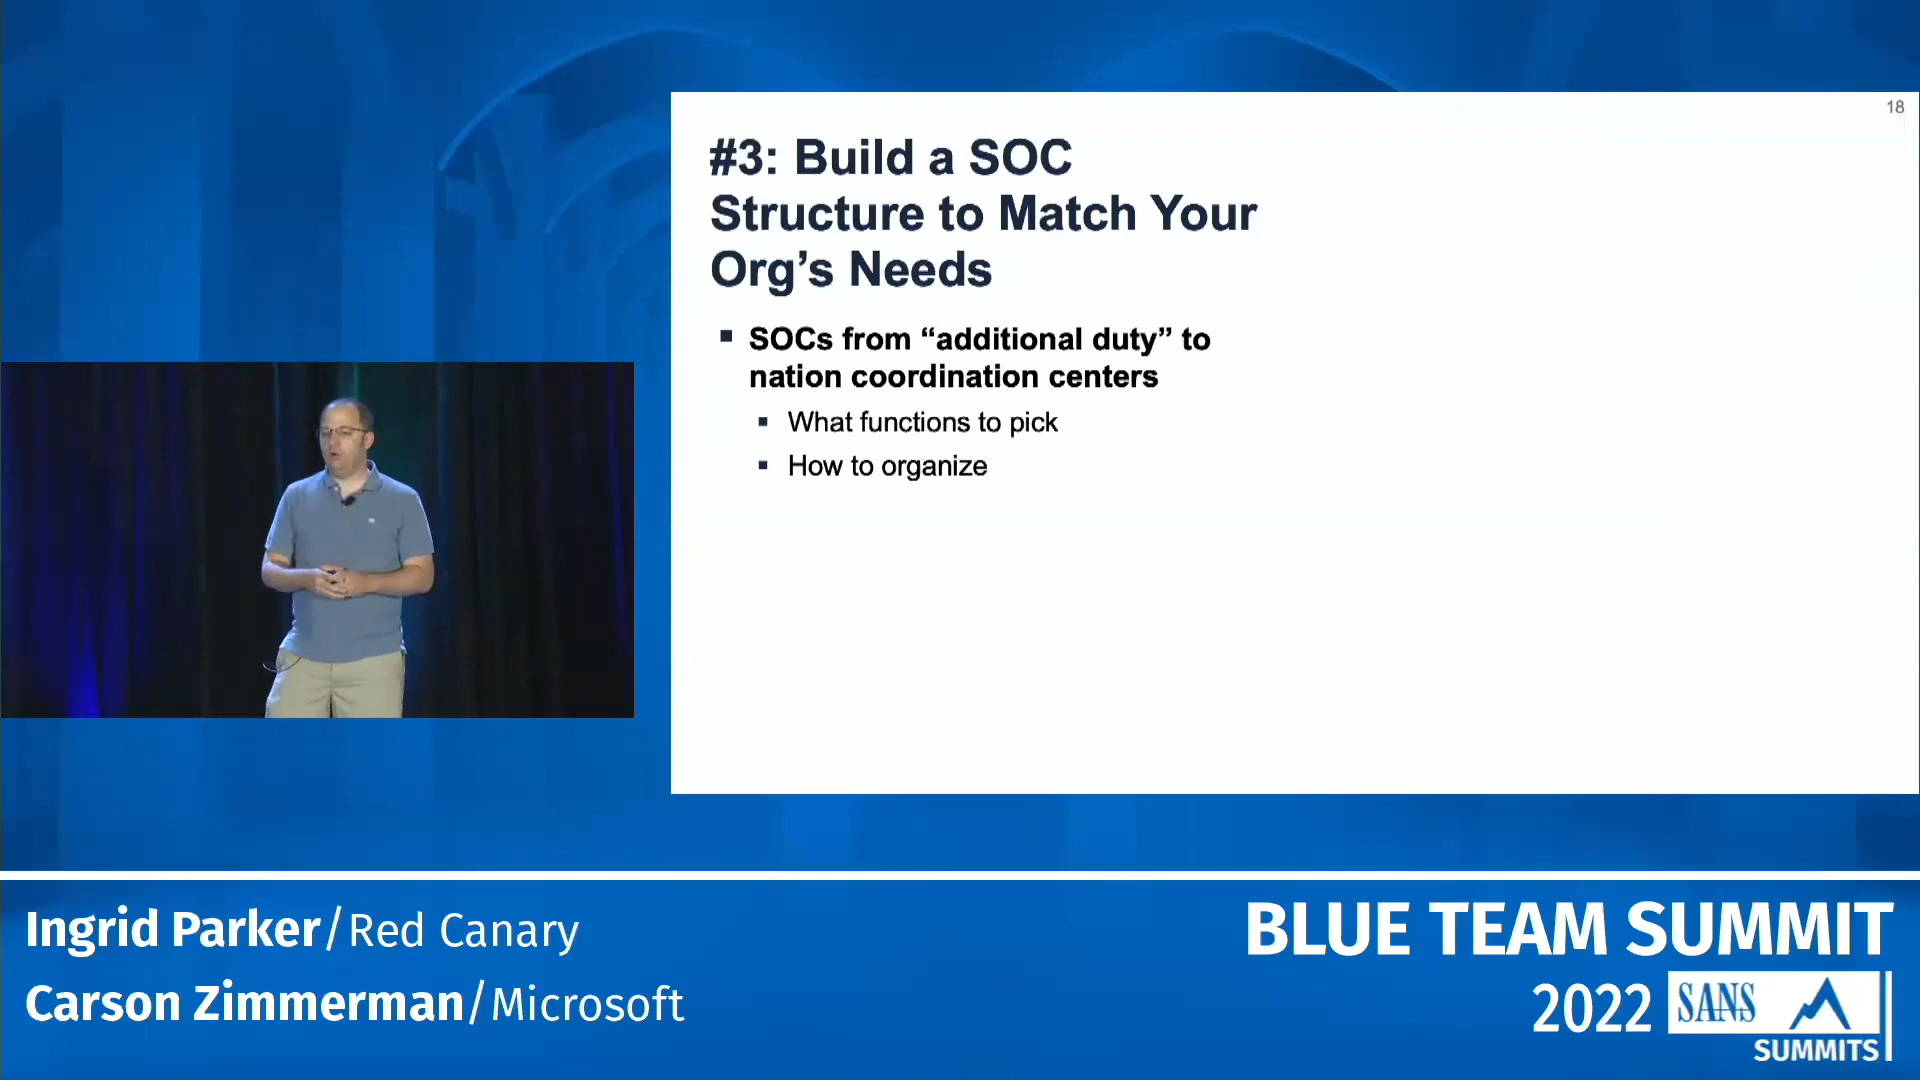 18
#3: Build a SOC
Structure to Match Your
Org’s Needs
SOCs from “additional duty” to
nation coordination centers
What functions to pick
How to organize
Ingrid Parker/Red Canary
Carson Zimmerman/Microsoft
BLUE TEAM SUMMIT
2022
SANS
SUMMITS